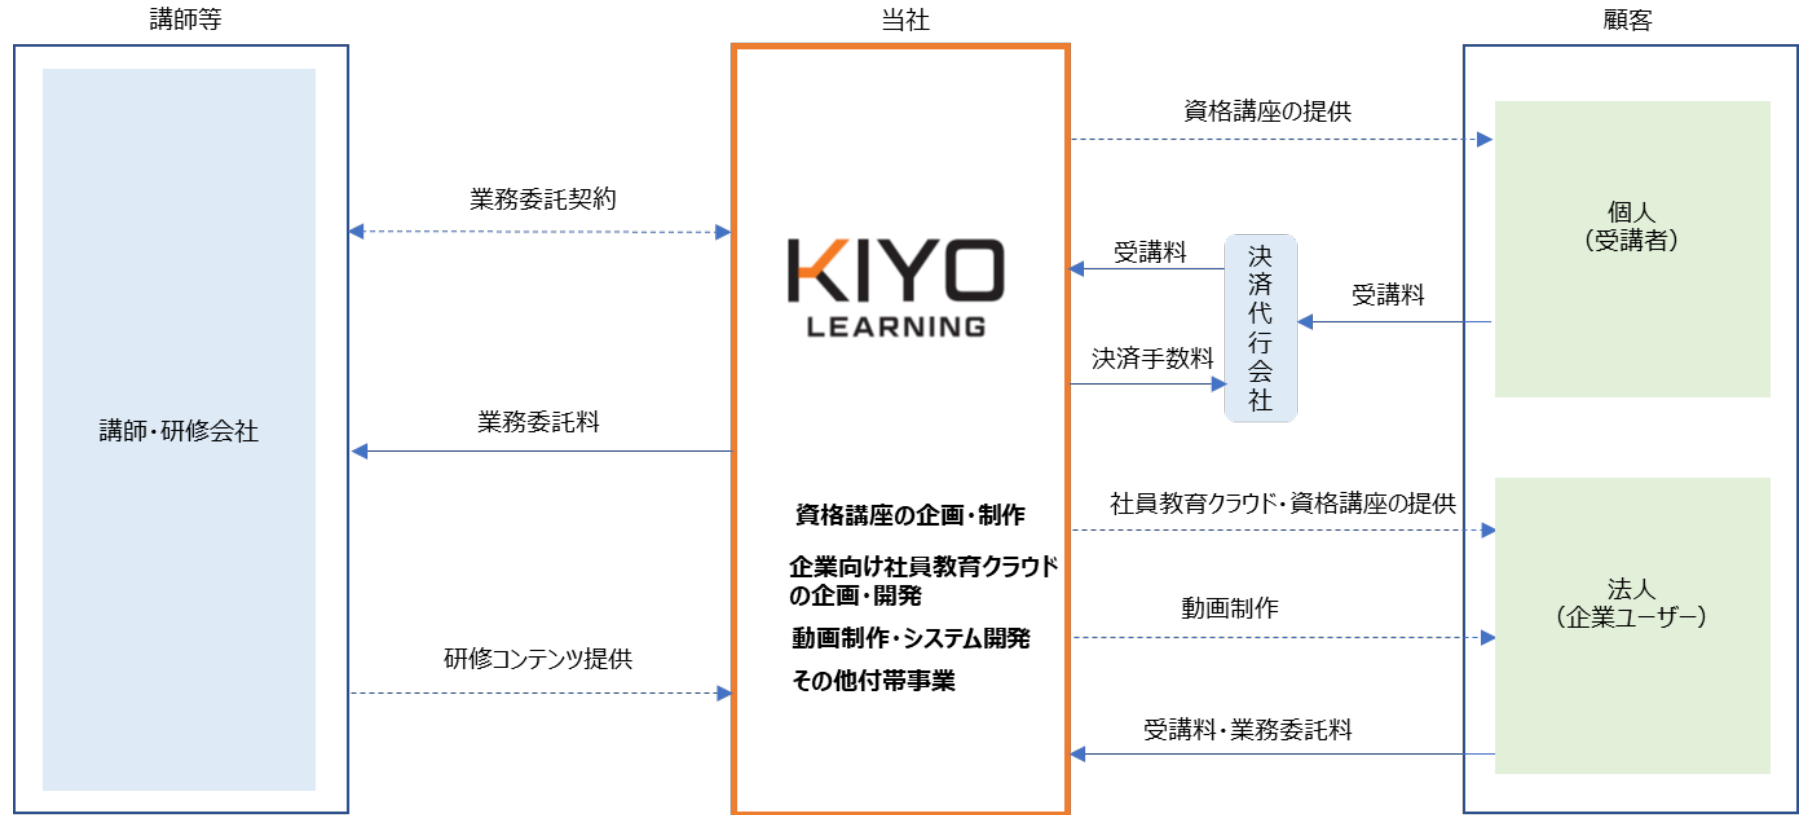 講師等
当社
顧客
講師・研修会社
業務委託契約
業務委託料
研修コンテンツ提供
KIYO
LEARNING
資格講座の企画・制作
企業向け社員教育クラウド
の企画・開発
動画制作・システム開発
その他付帯事業
資格講座の提供
受講料
決済手数料
決済代行会社
受講料
社員教育クラウド・資格講座の提供
動画制作
受講料・業務委託料
個人
（受講者）
法人
（企業ユーザー）